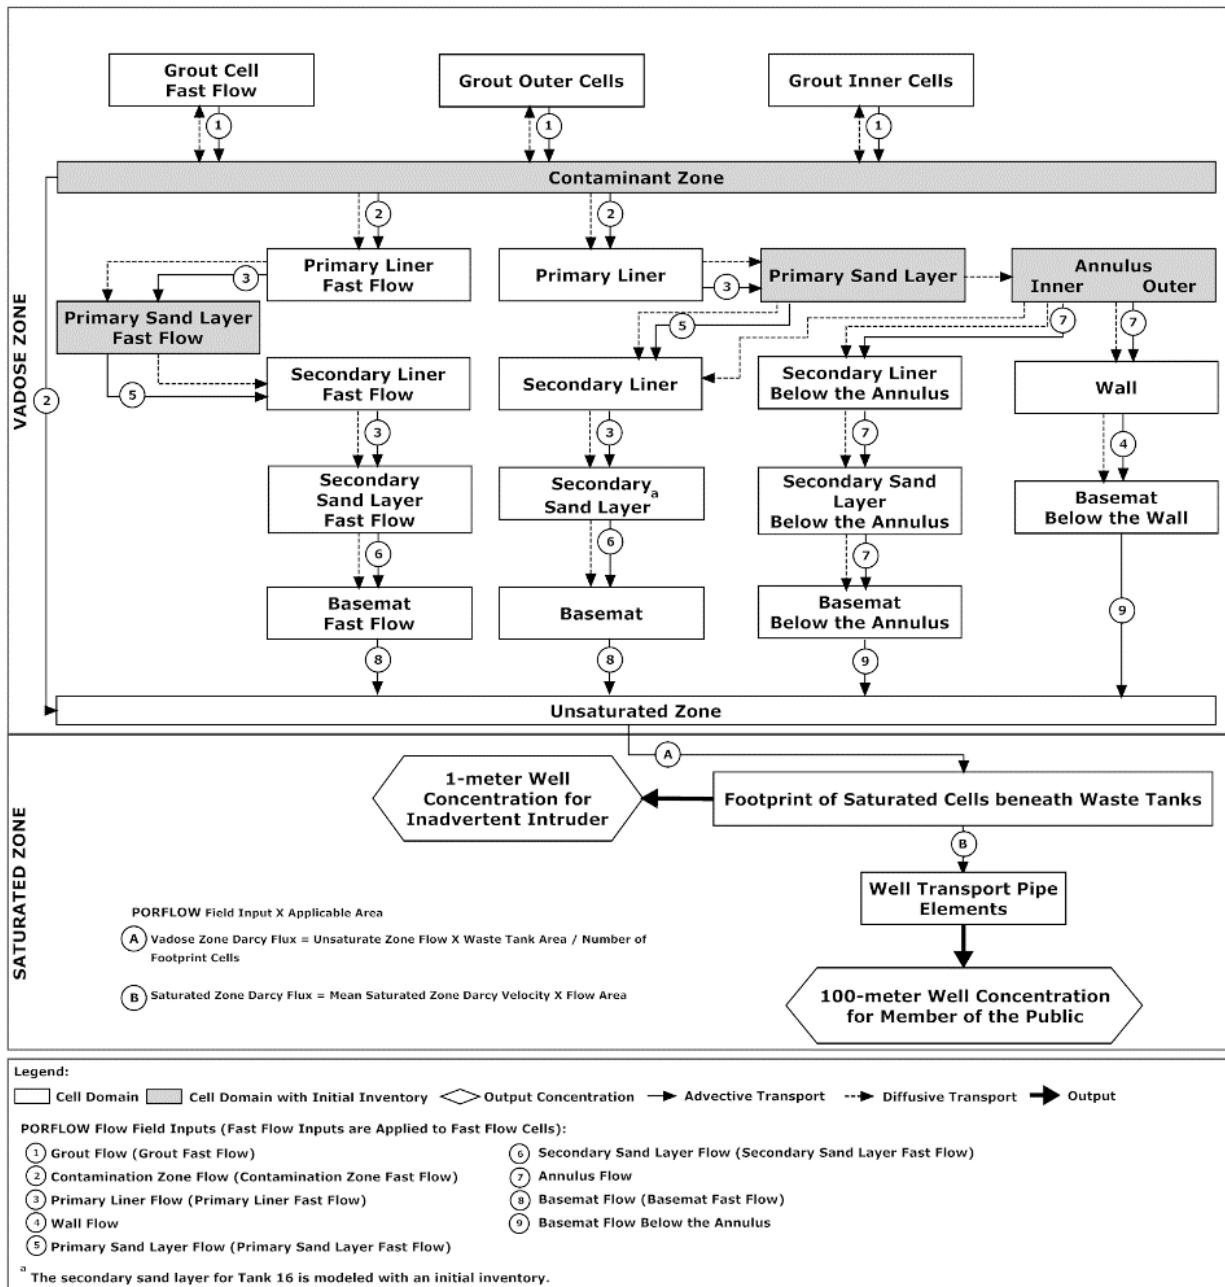 Grout Cell
Fast Flow
Grout Outer Cells
Grout Inner Cells
1
1
1
Contaminant Zone
2
2
Primary Liner
Fast Flow
Primary Liner
Primary Sand Layer
Annulus
Inner Outer
3
3
Primary Sand Layer
Fast Flow
5
7
7
Secondary Liner
Fast Flow
Secondary Liner
Secondary Liner
Below the Annulus
Wall
2
5
3
3
7
4
Secondary
Sand Layer
Fast Flow
Secondary
Sand Layer a
Secondary Sand
Layer
Below the Annulus
Basemat
Below the Wall
6
6
7
Basemat
Fast Flow
Basemat
Basemat
Below the Annulus
9
8
8
9
Unsaturated Zone
VADOSE ZONE
A
1-meter Well
Concentration for
Inadvertent Intruder
Footprint of Saturated Cells beneath Waste Tanks
B
Well Transport Pipe
Elements
100-meter Well Concentration
for Member of the Public
SATURATED ZONE
PORFLOW Field Input X Applicable Area
A Vadose Zone Darcy Flux = Unsaturate Zone Flow X Waste Tank Area / Number of
Footprint Cells
B Saturated Zone Darcy Flux = Mean Saturated Zone Darcy Velocity X Flow Area
Legend:
Cell Domain Cell Domain with Initial Inventory Output Concentration Advective Transport Diffusive Transport Output
PORFLOW Flow Field Inputs (Fast Flow Inputs are Applied to Fast Flow Cells):
1 Grout Flow (Grout Fast Flow)
2 Contamination Zone Flow (Contamination Zone Fast Flow)
3 Primary Liner Flow (Primary Liner Fast Flow)
4 Wall Flow
5 Primary Sand Layer Flow (Primary Sand Layer Fast Flow)
6 Secondary Sand Layer Flow (Secondary Sand Layer Fast Flow)
7 Annulus Flow
8 Basemat Flow (Basemat Fast Flow)
9 Basemat Flow Below the Annulus
a The secondary sand layer for Tank 16 is modeled with an initial inventory.